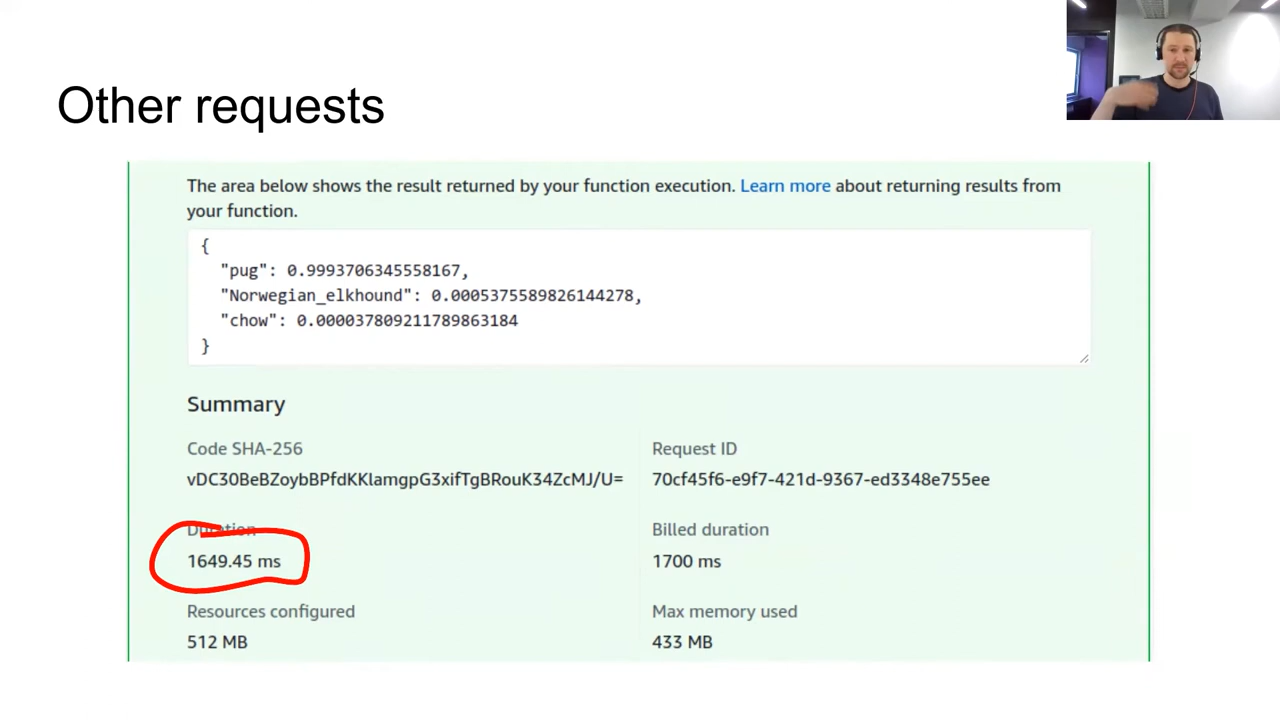 Other requests
The area below shows the result returned by your function execution. Learn more about returning results from
your function.
{
"pug": 0.9993706345558167,
"Norwegian_elkhound": 0.0005375589826144278,
"chow": 0.000037809211789863184
}
Summary
Code SHA-256
Request ID
vDC30BeBZoybBPfdKKlamgpG3xifTgBRouK34ZcMJ/U=
70cf45f6-e9f7-421d-9367-ed3348e755ee
Duration
Billed duration
1649.45 ms
1700 ms
Resources configured
Max memory used
512 MB
433 MB